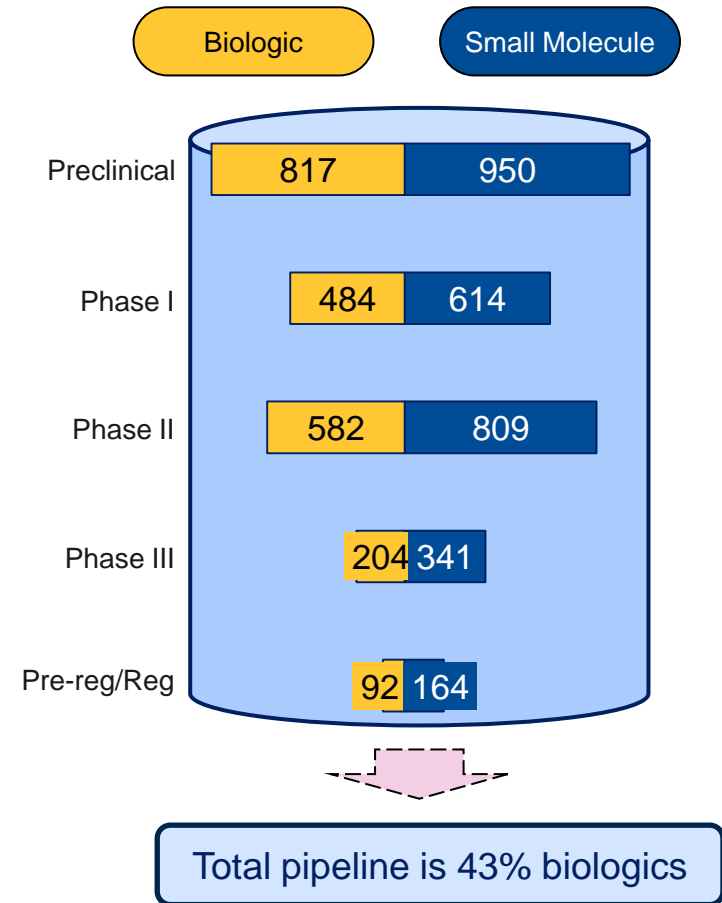 Biologic Small Molecule
Preclinical 817 950
Phase I 484 614
Phase II 582 809
Phase III 204 341
Pre-reg/Reg 92 164
Total pipeline is 43% biologics